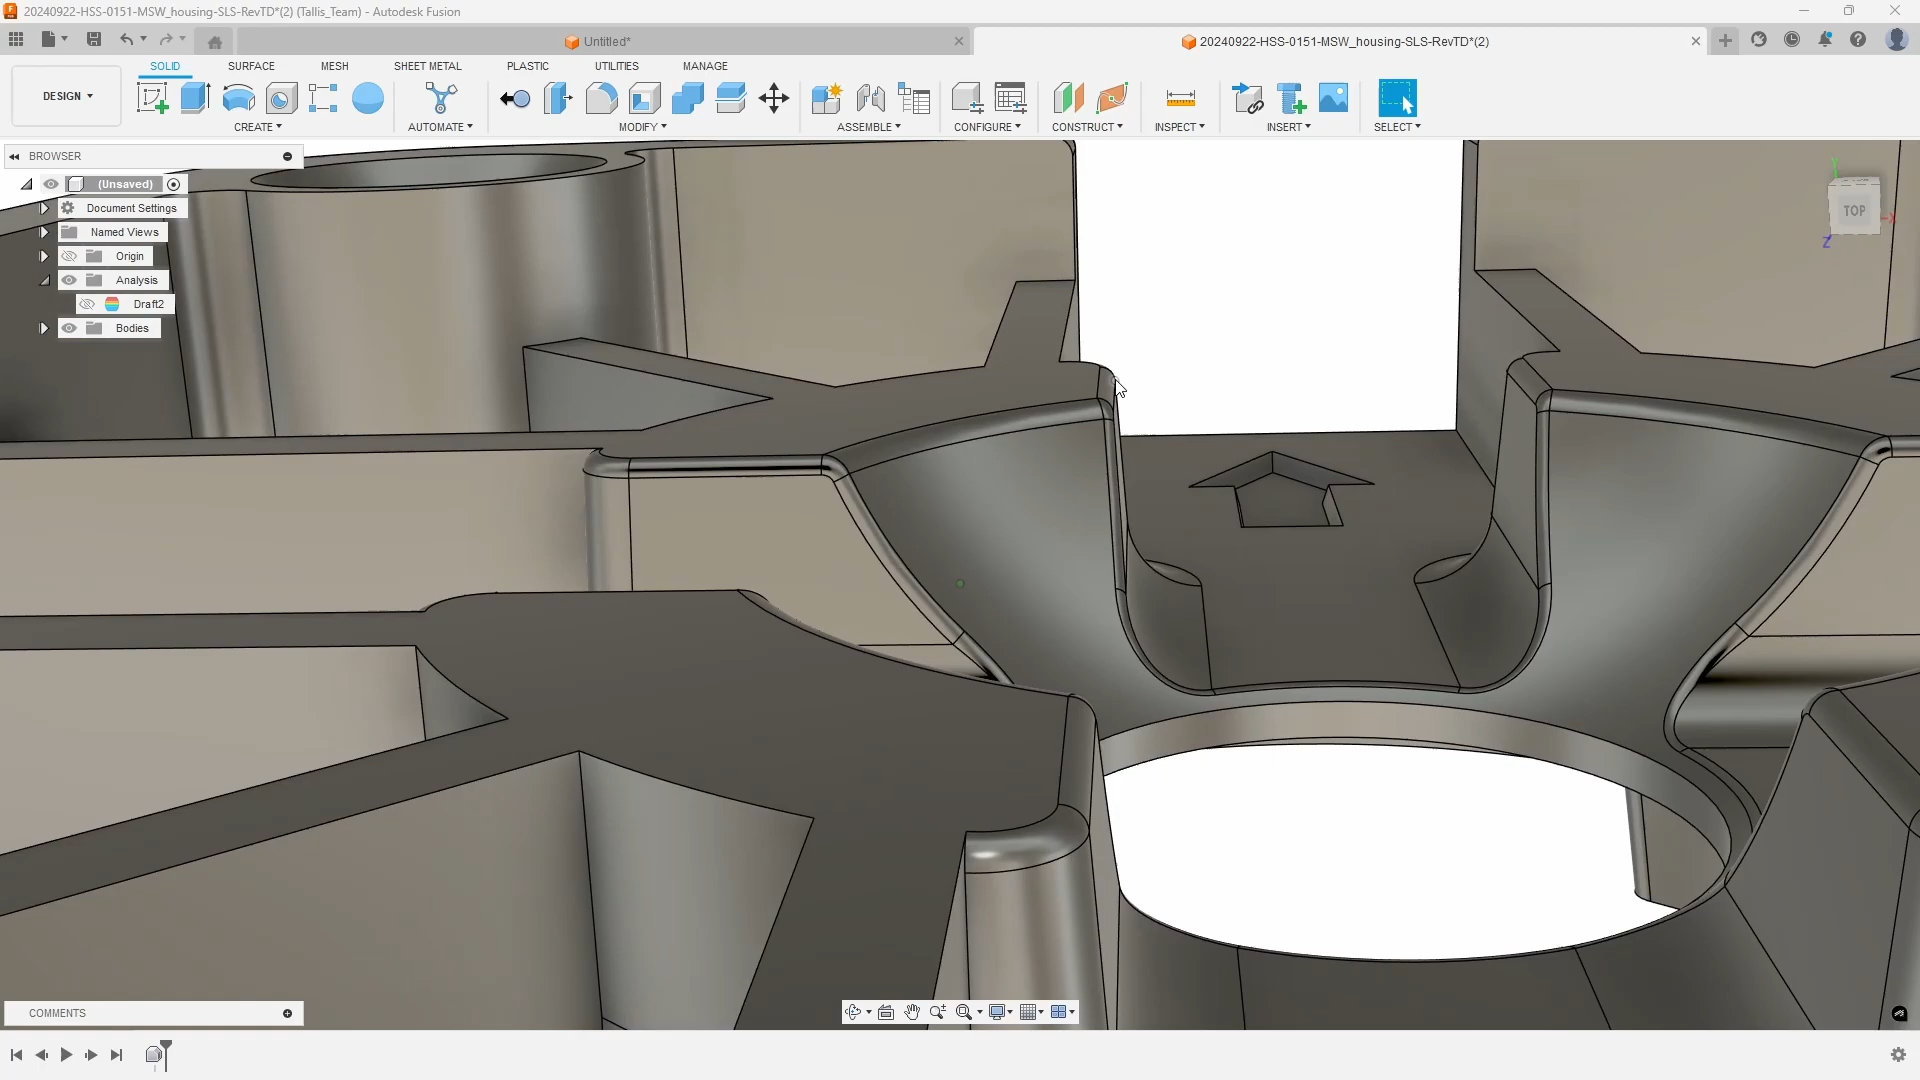 20240922-HSS-0151-MSW_housing-SLS-RevTD*(2) (Tallis_Team) - Autodesk Fusion
Untitled*
20240922-HSS-0151-MSW_housing-SLS-RevTD*(2)
DESIGN
SOLID
SURFACE
MESH
SHEET METAL
PLASTIC
UTILITIES
MANAGE
CREATE
AUTOMATE
MODIFY
ASSEMBLE
CONFIGURE
CONSTRUCT
INSPECT
INSERT
SELECT
BROWSER
(Unsaved)
Document Settings
Named Views
Origin
Analysis
Draft2
Bodies
Y
TOP
X
Z
COMMENTS